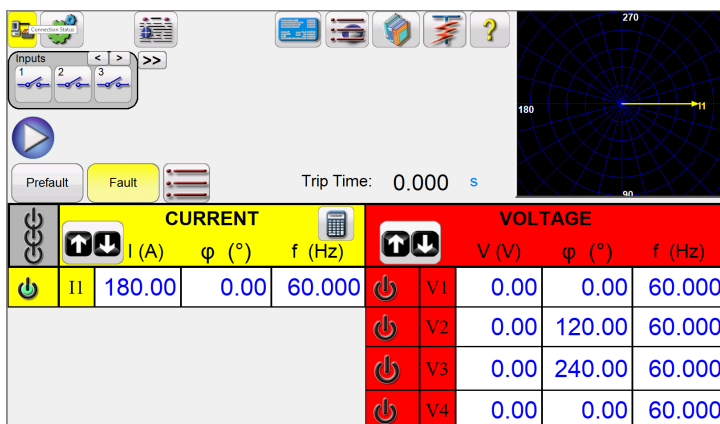 Connection Status
?
270
Inputs < > >>
1 2 3
180
I1
Prefault Fault Trip Time: 0.000 s
90
CURRENT VOLTAGE
I (A) φ (°) f (Hz) V (V) φ (°) f (Hz)
I1 180.00 0.00 60.000 V1 0.00 0.00 60.000
V2 0.00 120.00 60.000
V3 0.00 240.00 60.000
V4 0.00 0.00 60.000